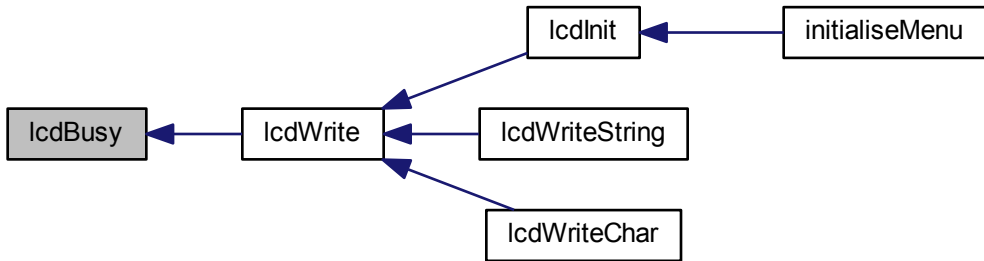 lcdInit
initialiseMenu
lcdBusy
lcdWrite
lcdWriteString
lcdWriteChar